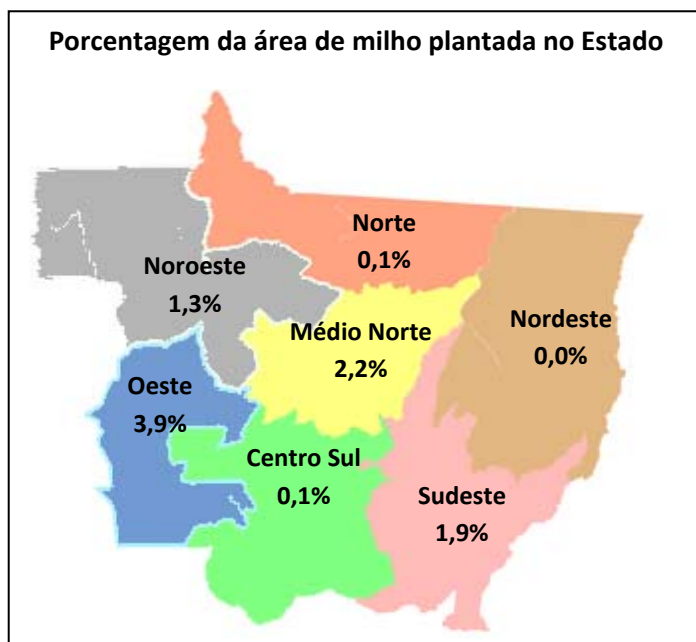 Porcentagem da área de milho plantada no Estado
Norte
0,1%
Noroeste
1,3%
Médio Norte
2,2%
Nordeste
0,0%
Oeste
3,9%
Centro Sul
0,1%
Sudeste
1,9%